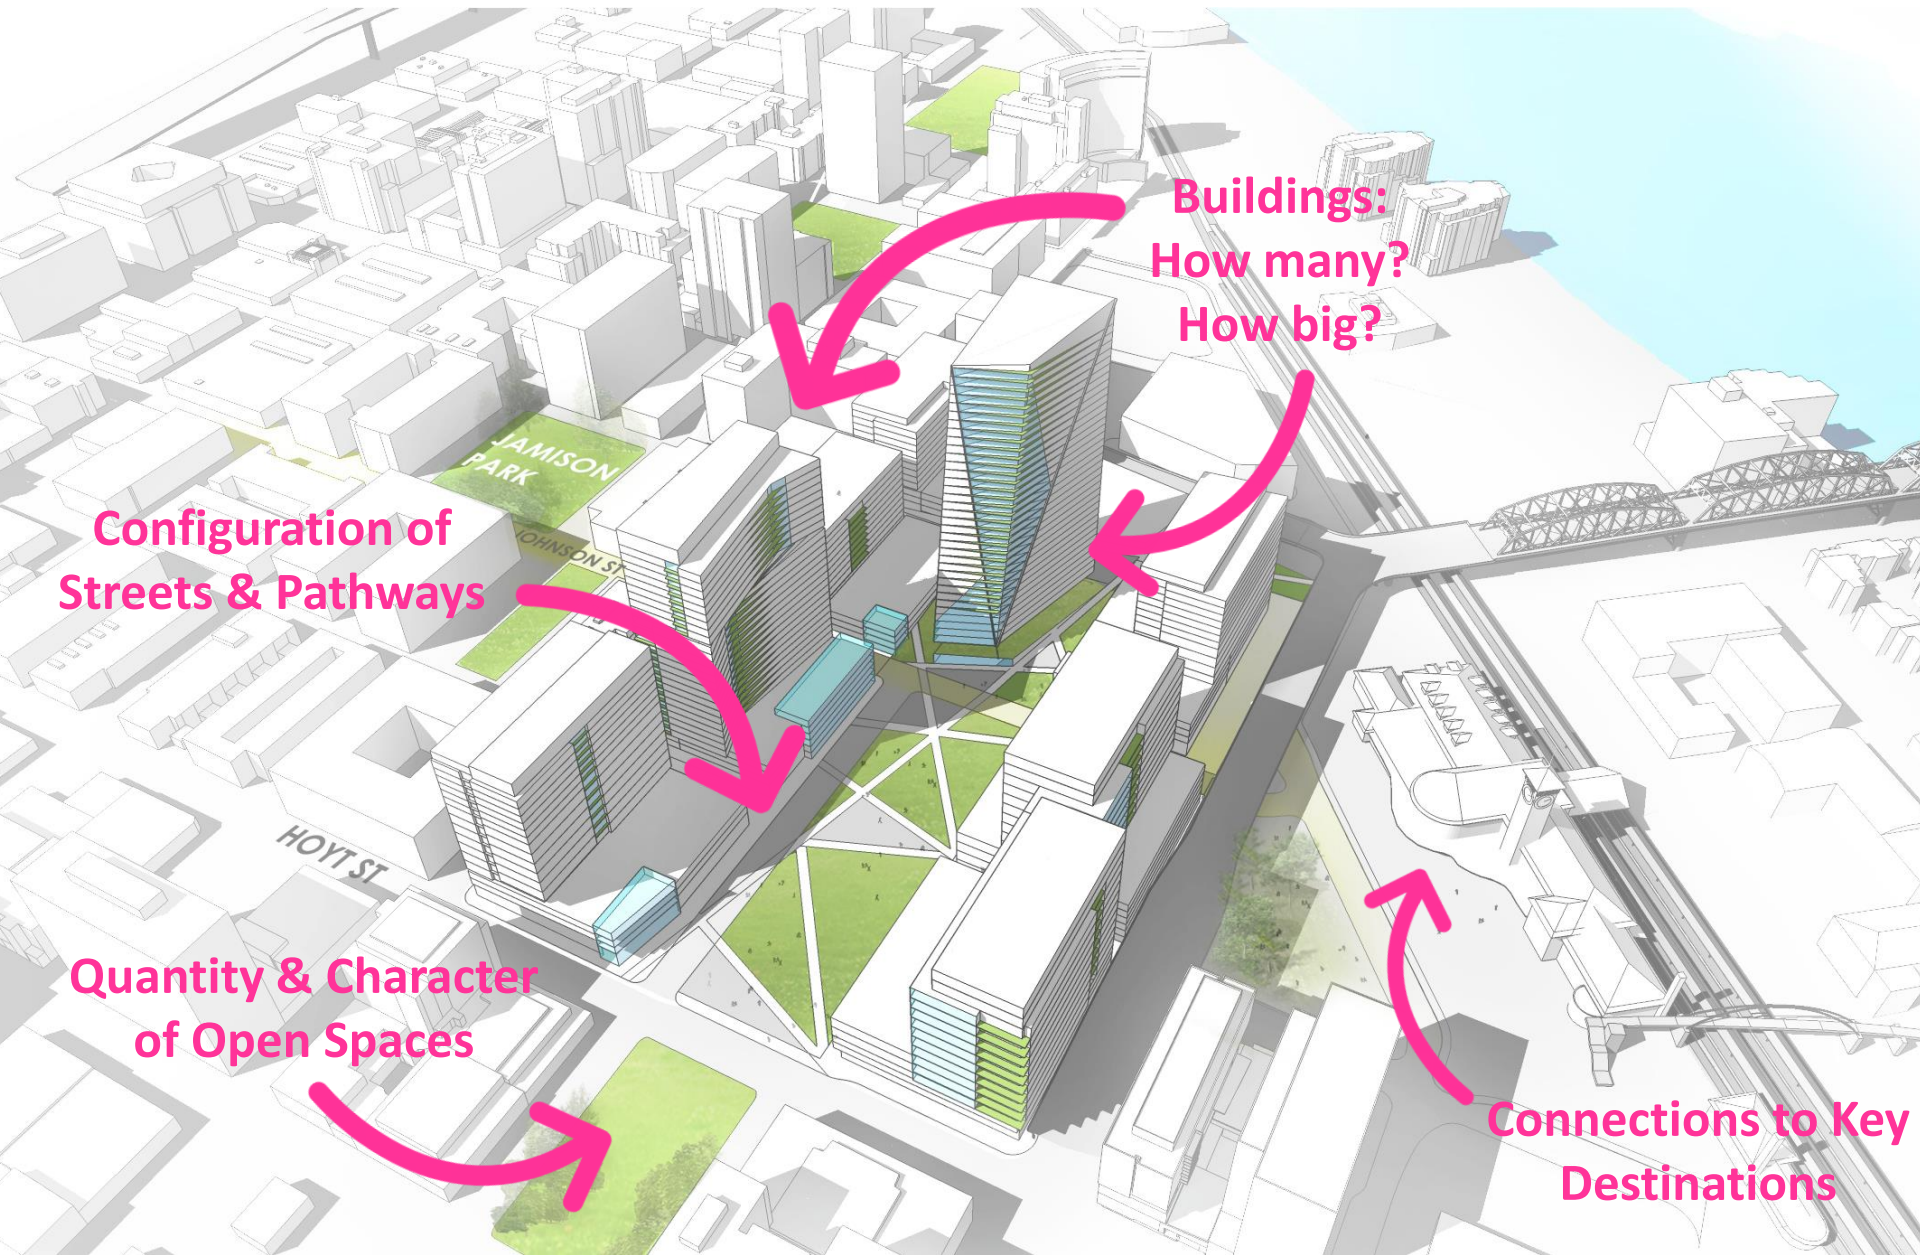 Buildings:
How many?
How big?
JAMISON
PARK
Configuration of
Streets & Pathways
JOHNSON ST
HOYT ST
Quantity & Character
of Open Spaces
Connections to Key
Destinations